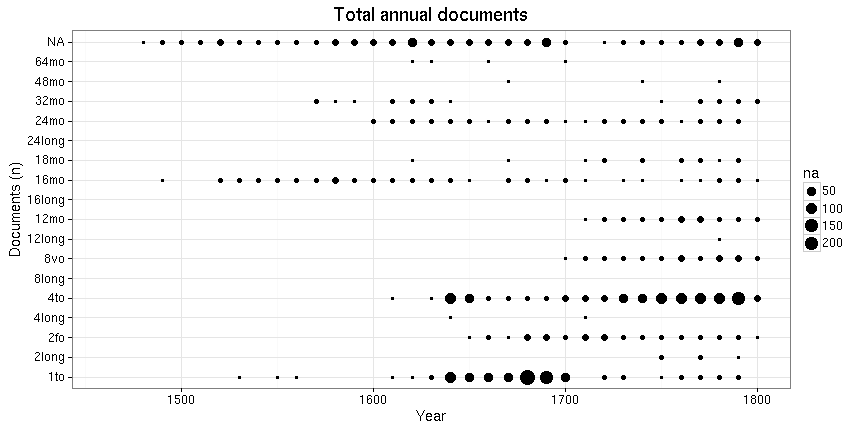 Total annual documents
NA
64mo
48mo
32mo
24mo
24long
18mo
16mo
16long
12mo
12long
8vo
8long
4to
4long
2fo
2long
1to
Documents (n)
1500 1600 1700 1800
Year
na
50
100
150
200